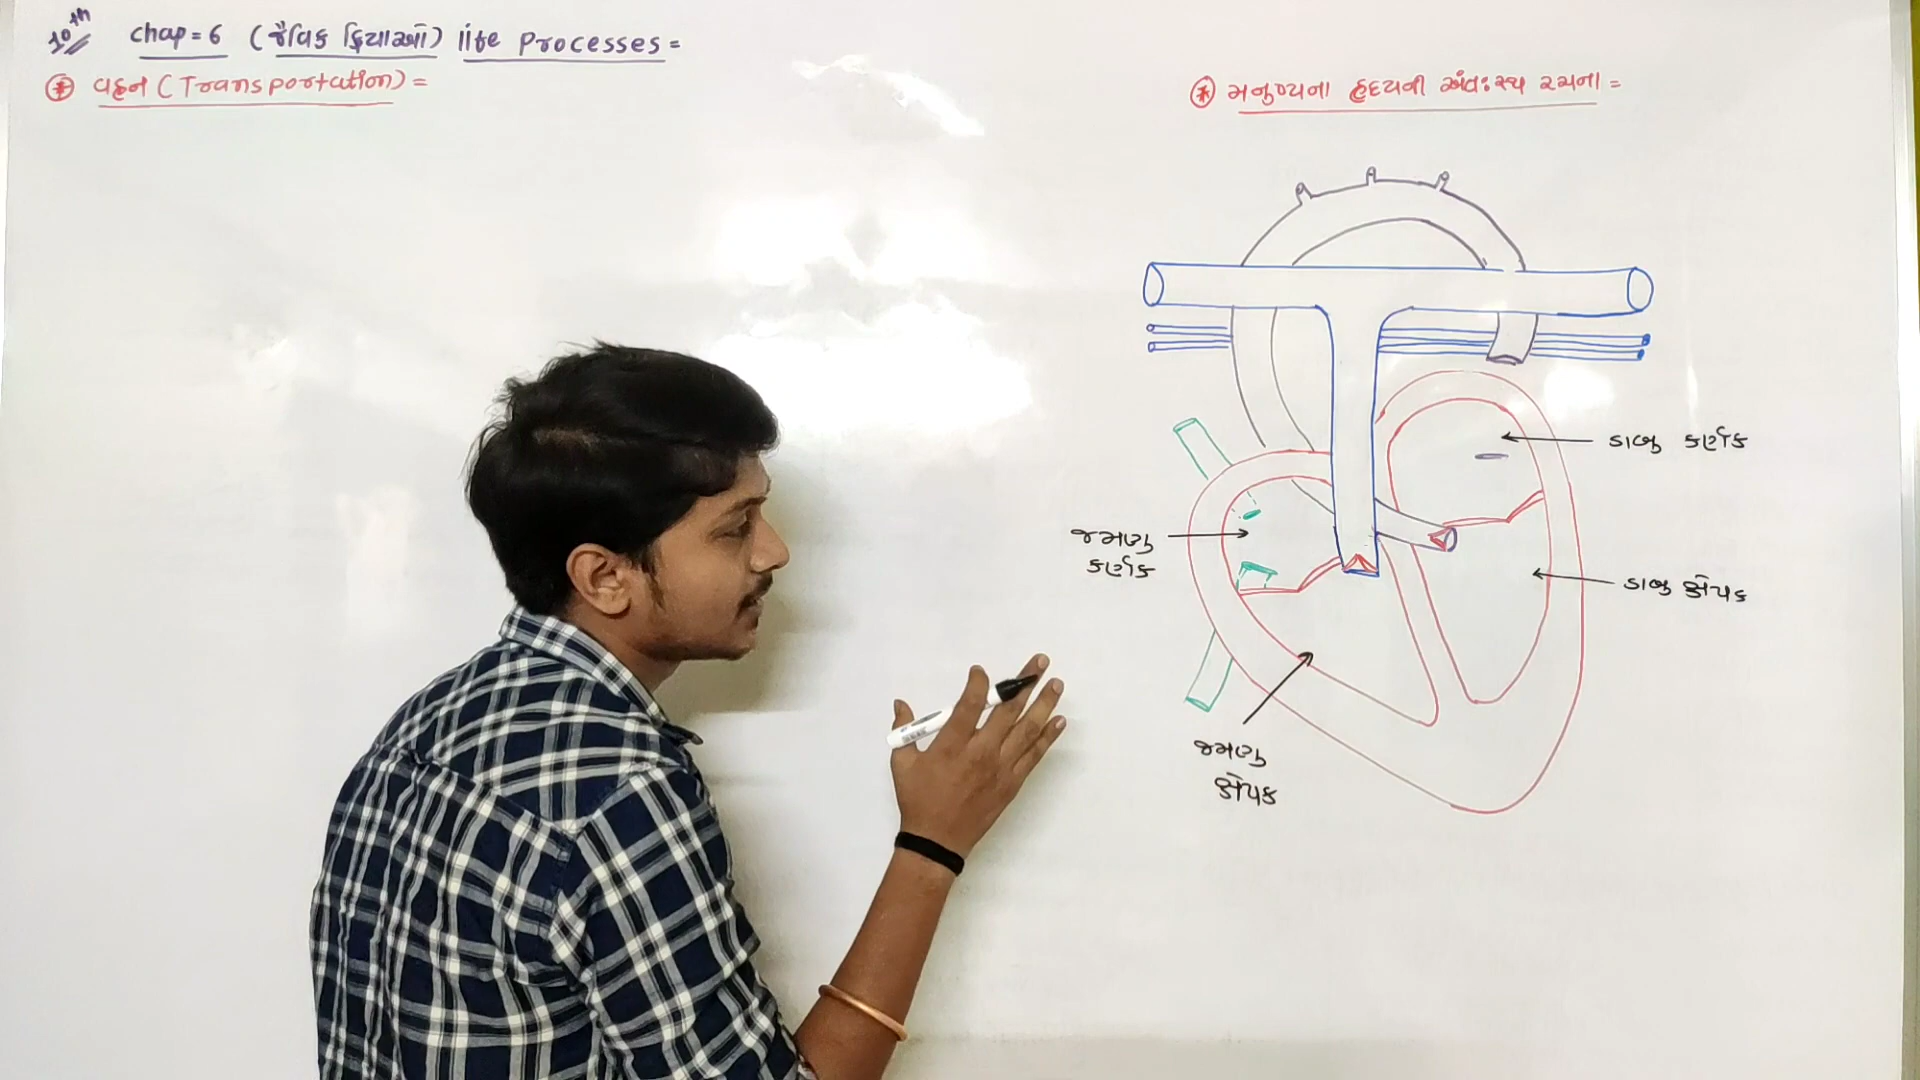 10th chap = 6 (જૈવિક ક્રિયાઓ) life Processes =
* વહન (Transportation) =
* મનુષ્યના હૃદયની અંતઃસ્થ રચના =
ડાબુ કર્ણક
જમણુ
કર્ણક
ડાબુ ક્ષેપક
જમણુ
ક્ષેપક